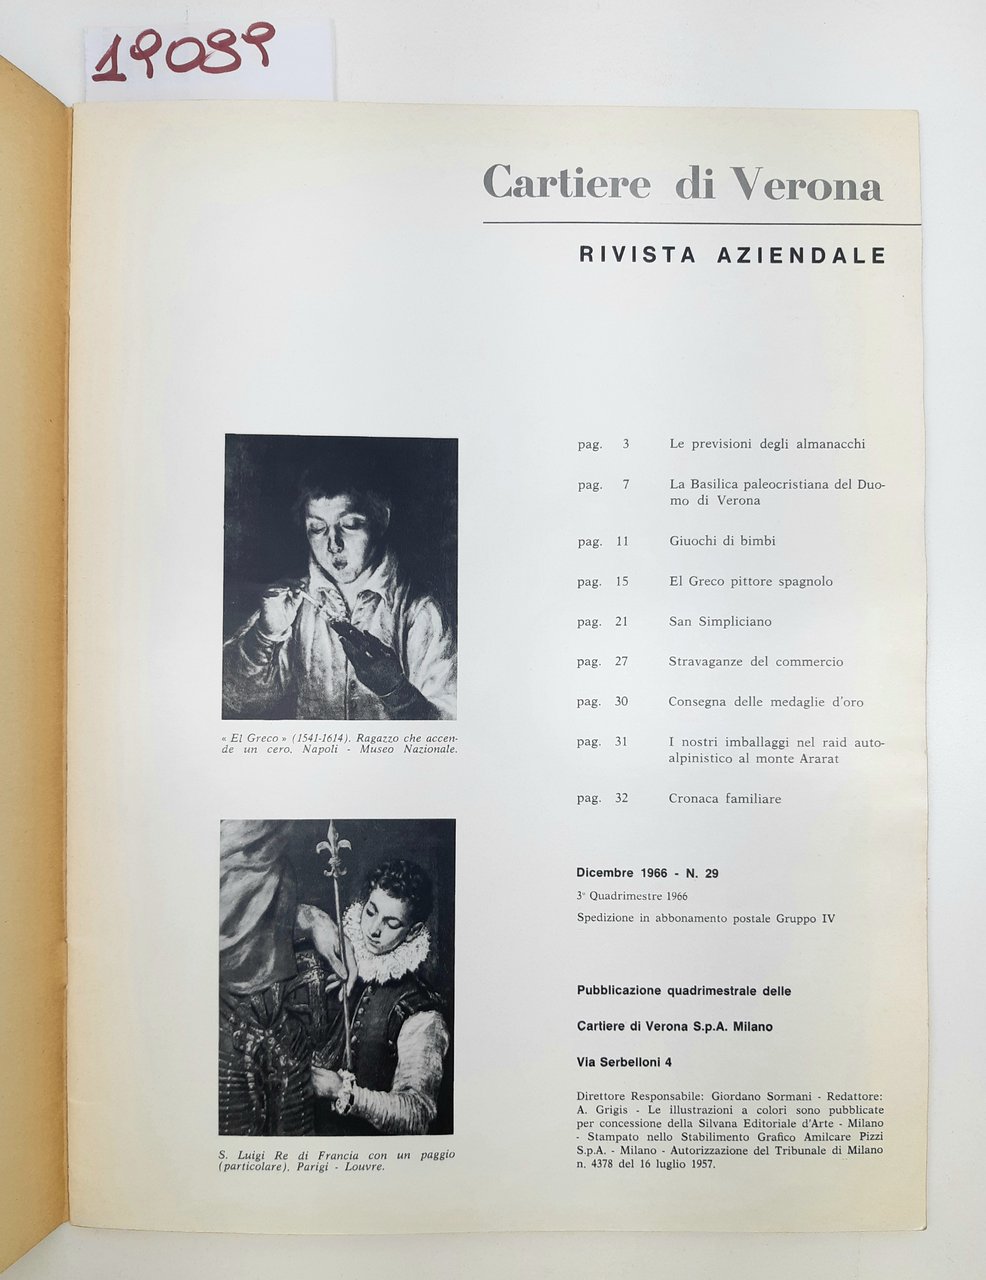 19089
Cartiere di Verona
RIVISTA AZIENDALE
pag. 3 Le previsioni degli almanacchi
pag. 7 La Basilica paleocristiana del Duo-
mo di Verona
pag. 11 Giuochi di bimbi
pag. 15 El Greco pittore spagnolo
pag. 21 San Simpliciano
pag. 27 Stravaganze del commercio
pag. 30 Consegna delle medaglie d'oro
pag. 31 I nostri imballaggi nel raid auto-
alpinistico al monte Ararat
pag. 32 Cronaca familiare
« El Greco » (1541-1614). Ragazzo che accen-
de un cero. Napoli - Museo Nazionale.
S. Luigi Re di Francia con un paggio
(particolare). Parigi - Louvre.
Dicembre 1966 - N. 29
3° Quadrimestre 1966
Spedizione in abbonamento postale Gruppo IV
Pubblicazione quadrimestrale delle
Cartiere di Verona S.p.A. Milano
Via Serbelloni 4
Direttore Responsabile: Giordano Sormani - Redattore:
A. Grigis - Le illustrazioni a colori sono pubblicate
per concessione della Silvana Editoriale d'Arte - Milano
- Stampato nello Stabilimento Grafico Amilcare Pizzi
S.p.A. - Milano - Autorizzazione del Tribunale di Milano
n. 4378 del 16 luglio 1957.